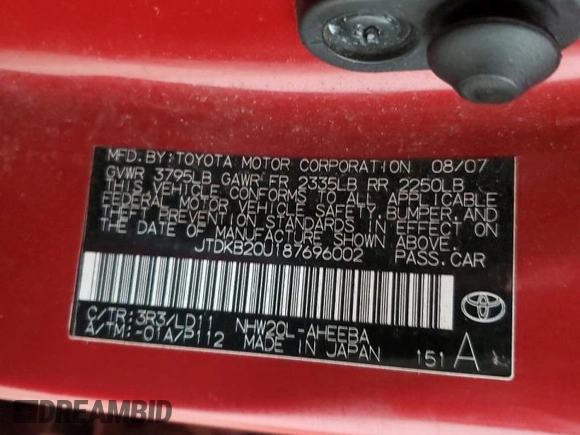 MFD.BY:TOYOTA MOTOR CORPORATION 08/07
GVWR 3795LB GAWR FR 2335LB RR 2250LB
THIS VEHICLE CONFORMS TO ALL APPLICABLE
FEDERAL MOTOR VEHICLE SAFETY, BUMPER, AND
THEFT PREVENTION STANDARDS IN EFFECT ON
THE DATE OF MANUFACTURE SHOWN ABOVE.
JTDKB20U187696002 PASS.CAR
C/TR:3R3/LD11 NHW20L-AHEEBA
A/TM:-01A/P112 MADE IN JAPAN 151 A
TOYOTA
DREAMBID